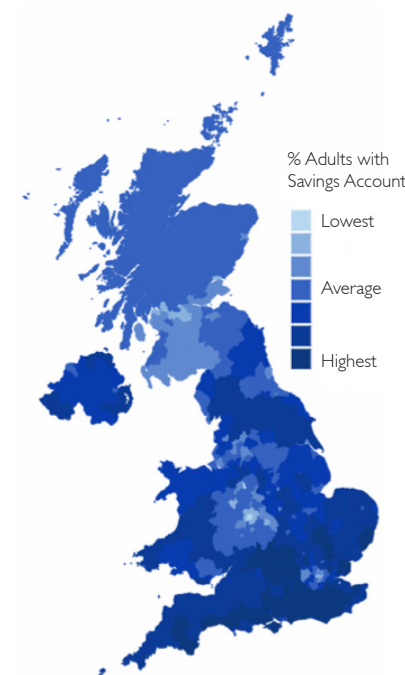 % Adults with
Savings Account
Lowest
Average
Highest